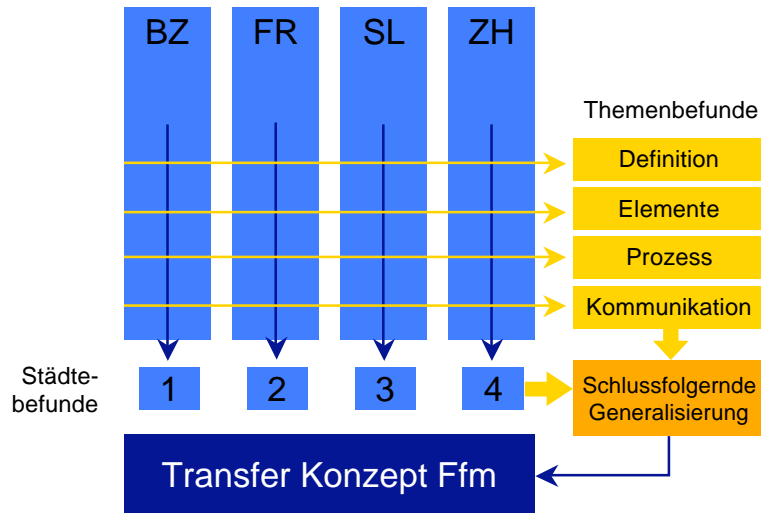 BZ FR SL ZH
Themenbefunde
Definition
Elemente
Prozess
Kommunikation
Städte-
befunde
1 2 3 4
Schlussfolgernde
Generalisierung
Transfer Konzept Ffm